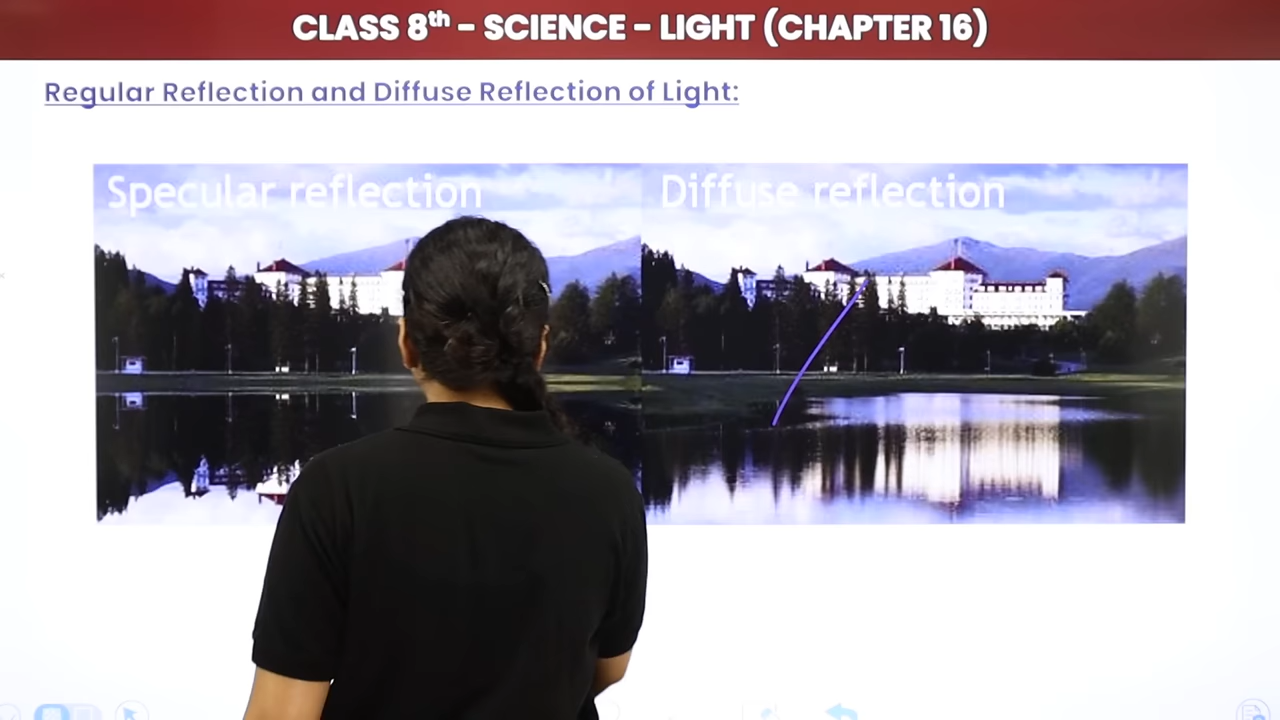 CLASS 8th - SCIENCE - LIGHT (CHAPTER 16)
Regular Reflection and Diffuse Reflection of Light:
Specular reflection
Diffuse reflection